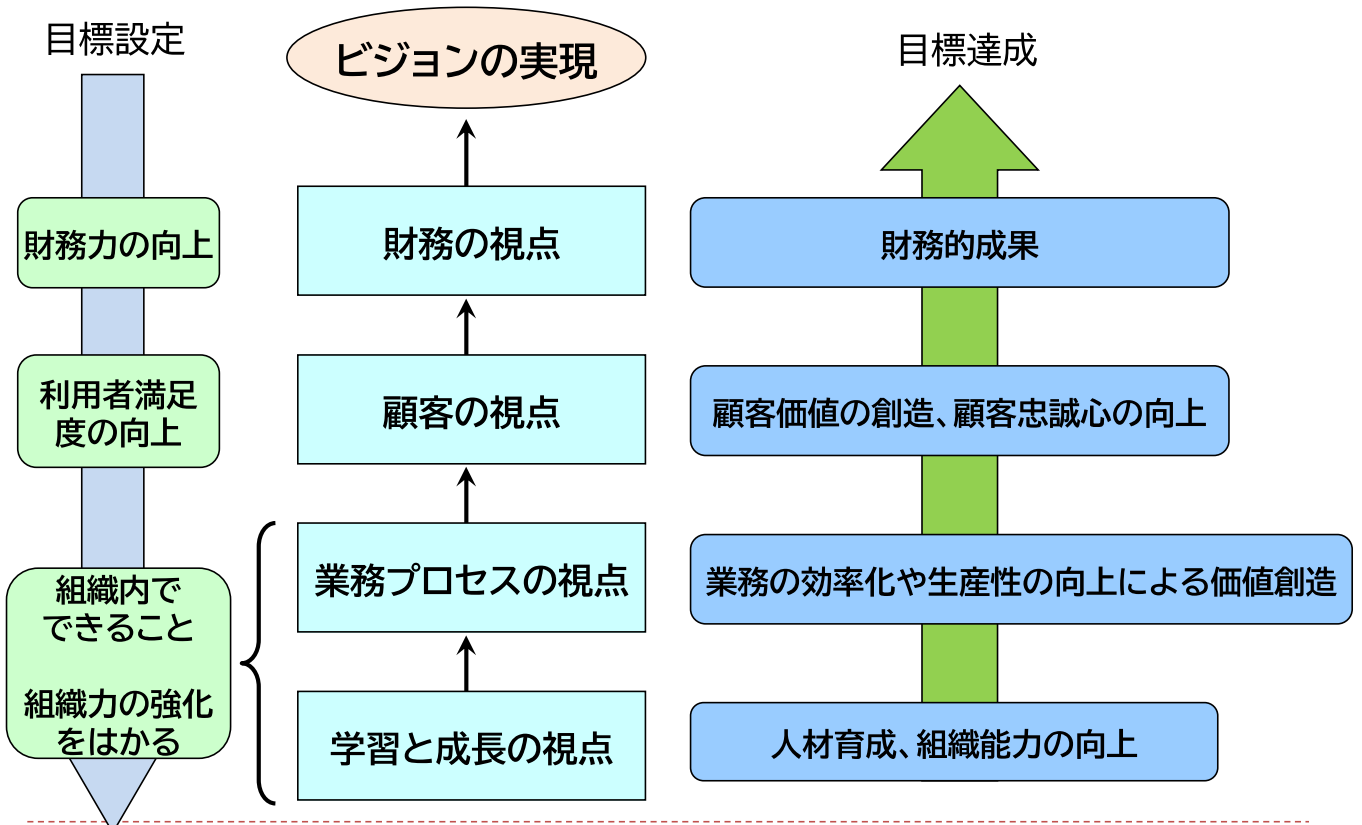 目標設定
ビジョンの実現
目標達成
財務力の向上
財務の視点
財務的成果
利用者満足
度の向上
顧客の視点
顧客価値の創造、顧客忠誠心の向上
組織内で
できること
組織力の強化
をはかる
業務プロセスの視点
業務の効率化や生産性の向上による価値創造
学習と成長の視点
人材育成、組織能力の向上